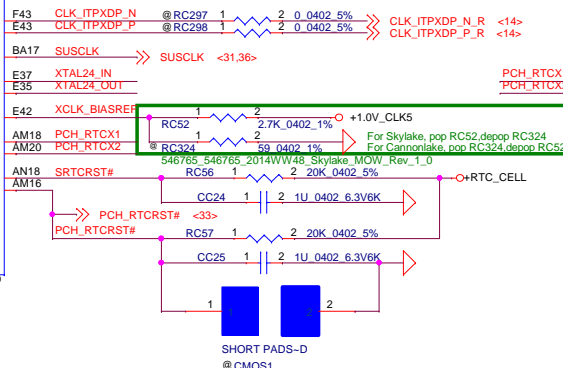 F43 CLK_ITPXDP_N @ RC297 1 2 0_0402_5% CLK_ITPXDP_N_R <14>
E43 CLK_ITPXDP_P @ RC298 1 2 0_0402_5% CLK_ITPXDP_P_R <14>
BA17 SUSCLK SUSCLK <31,36>
E37 XTAL24_IN PCH_RTCX
E35 XTAL24_OUT PCH_RTCX
E42 XCLK_BIASREF RC52 1 2 2.7K_0402_1% +1.0V_CLK5
AM18 PCH_RTCX1 @ RC324 1 2 59_0402_1% For Skylake, pop RC52,depop RC324
AM20 PCH_RTCX2 For Cannonlake, pop RC324,depop RC52
546765_546765_2014WW48_Skylake_MOW_Rev_1_0
AN18 SRTCRST# RC56 1 2 20K_0402_5% +RTC_CELL
AM16
CC24 1 2 1U_0402_6.3V6K
PCH_RTCRST# <33>
PCH_RTCRST# RC57 1 2 20K_0402_5%
CC25 1 2 1U_0402_6.3V6K
1 1 2 2
SHORT PADS~D
@ CMOS1